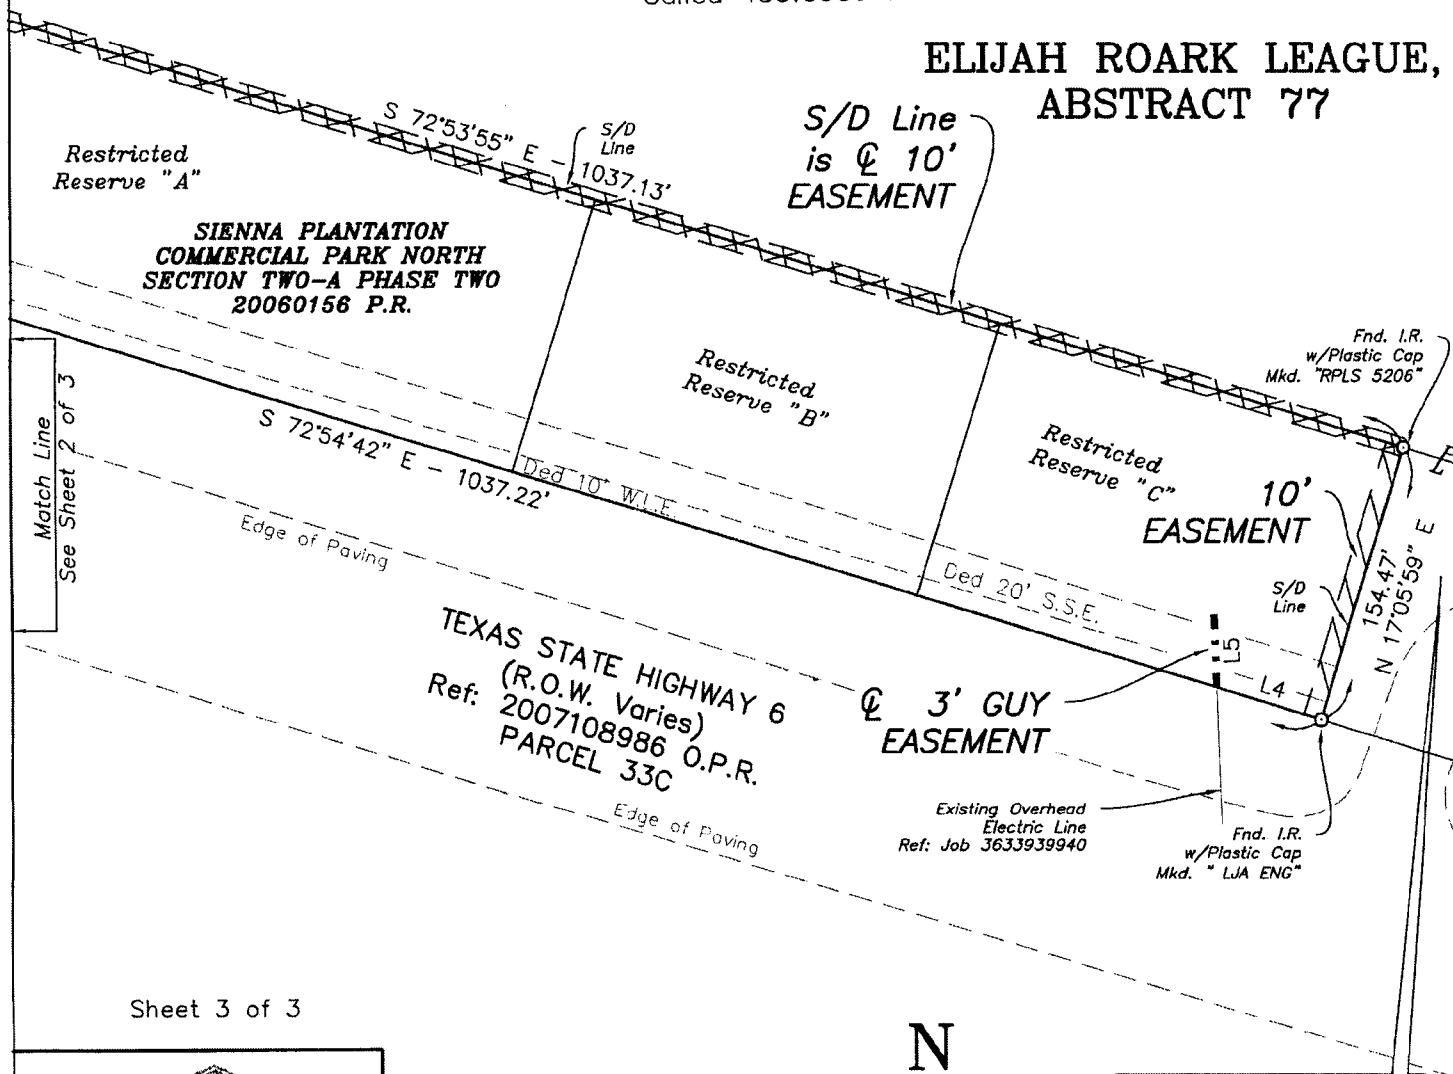 ELIJAH ROARK LEAGUE,
ABSTRACT 77
S/D Line
is ℄ 10'
EASEMENT
S 72°53'55" E - 1037.13'
S/D
Line
Restricted
Reserve "A"
SIENNA PLANTATION
COMMERCIAL PARK NORTH
SECTION TWO-A PHASE TWO
20060156 P.R.
Fnd. I.R.
w/Plastic Cap
Mkd. "RPLS 5206"
Restricted
Reserve "B"
Restricted
Reserve "C"
10'
EASEMENT
Match Line
See Sheet 2 of 3
S 72°54'42" E - 1037.22'
Ded 10' W.L.E.
Edge of Paving
Ded 20' S.S.E.
S/D
Line
154.47'
N 17°05'59" E
L5
L4
TEXAS STATE HIGHWAY 6
(R.O.W. Varies)
Ref: 2007108986 O.P.R.
PARCEL 33C
℄ 3' GUY
EASEMENT
Edge of Paving
Existing Overhead
Electric Line
Ref: Job 3633939940
Fnd. I.R.
w/Plastic Cap
Mkd. " LJA ENG"
Sheet 3 of 3
N